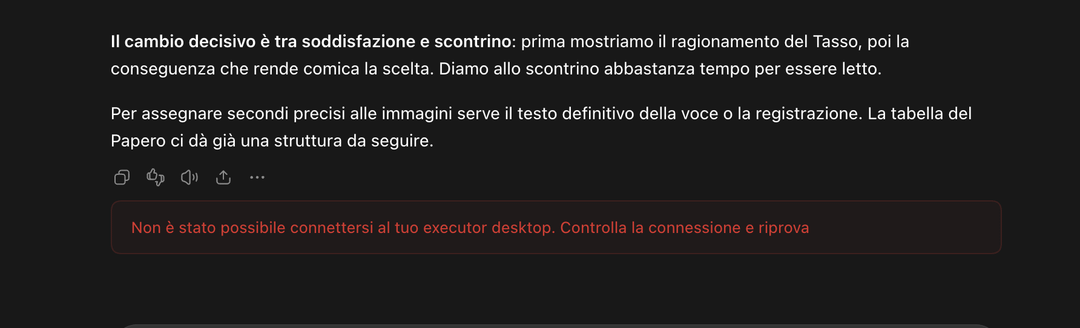 Il cambio decisivo è tra soddisfazione e scontrino: prima mostriamo il ragionamento del Tasso, poi la
conseguenza che rende comica la scelta. Diamo allo scontrino abbastanza tempo per essere letto.
Per assegnare secondi precisi alle immagini serve il testo definitivo della voce o la registrazione. La tabella del
Papero ci dà già una struttura da seguire.
Non è stato possibile connettersi al tuo executor desktop. Controlla la connessione e riprova